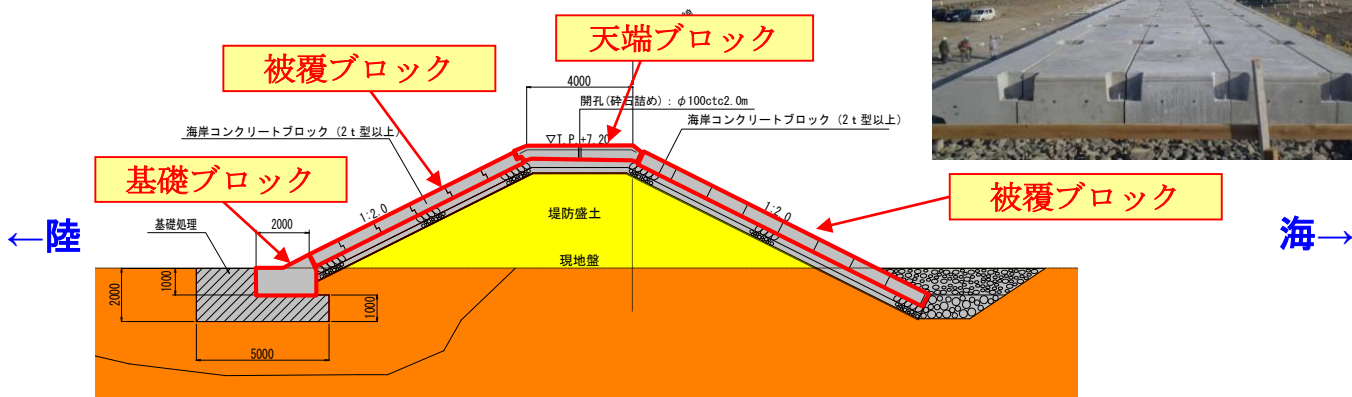 天端ブロック
被覆ブロック
4000
開孔(砕石詰め) : φ100ctc2.0m
海岸コンクリートブロック (2t型以上)
海岸コンクリートブロック (2t型以上)
▽T.P.+7.20
基礎ブロック
被覆ブロック
1:2.0
1:2.0
堤防盛土
基礎処理
2000
←陸
海→
現地盤
1000
2000
1000
5000